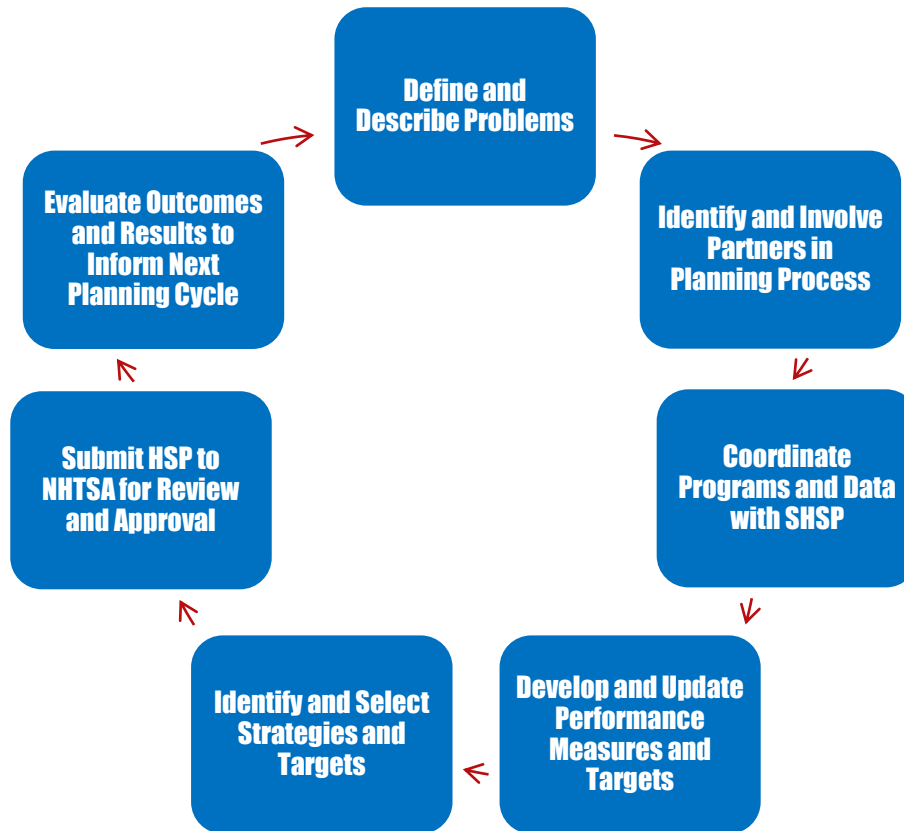 Define and
Describe Problems
Identify and Involve
Partners in
Planning Process
Coordinate
Programs and Data
with SHSP
Develop and Update
Performance
Measures and
Targets
Identify and Select
Strategies and
Targets
Submit HSP to
NHTSA for Review
and Approval
Evaluate Outcomes
and Results to
Inform Next
Planning Cycle